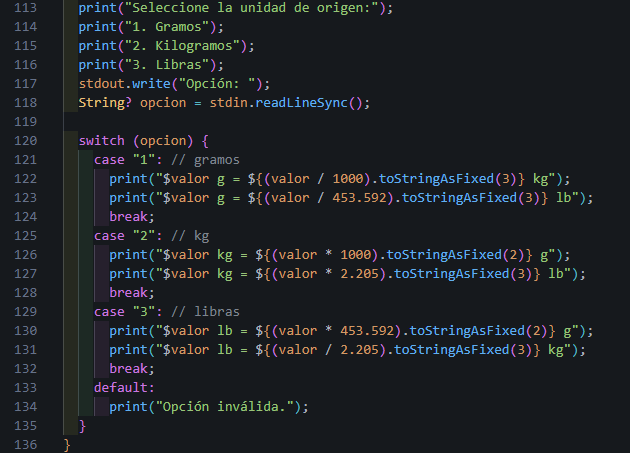 113 print("Seleccione la unidad de origen:");
114 print("1. Gramos");
115 print("2. Kilogramos");
116 print("3. Libras");
117 stdout.write("Opción: ");
118 String? opcion = stdin.readLineSync();
119
120 switch (opcion) {
121 case "1": // gramos
122 print("$valor g = ${(valor / 1000).toStringAsFixed(3)} kg");
123 print("$valor g = ${(valor / 453.592).toStringAsFixed(3)} lb");
124 break;
125 case "2": // kg
126 print("$valor kg = ${(valor * 1000).toStringAsFixed(2)} g");
127 print("$valor kg = ${(valor * 2.205).toStringAsFixed(3)} lb");
128 break;
129 case "3": // libras
130 print("$valor lb = ${(valor * 453.592).toStringAsFixed(2)} g");
131 print("$valor lb = ${(valor / 2.205).toStringAsFixed(3)} kg");
132 break;
133 default:
134 print("Opción inválida.");
135 }
136 }